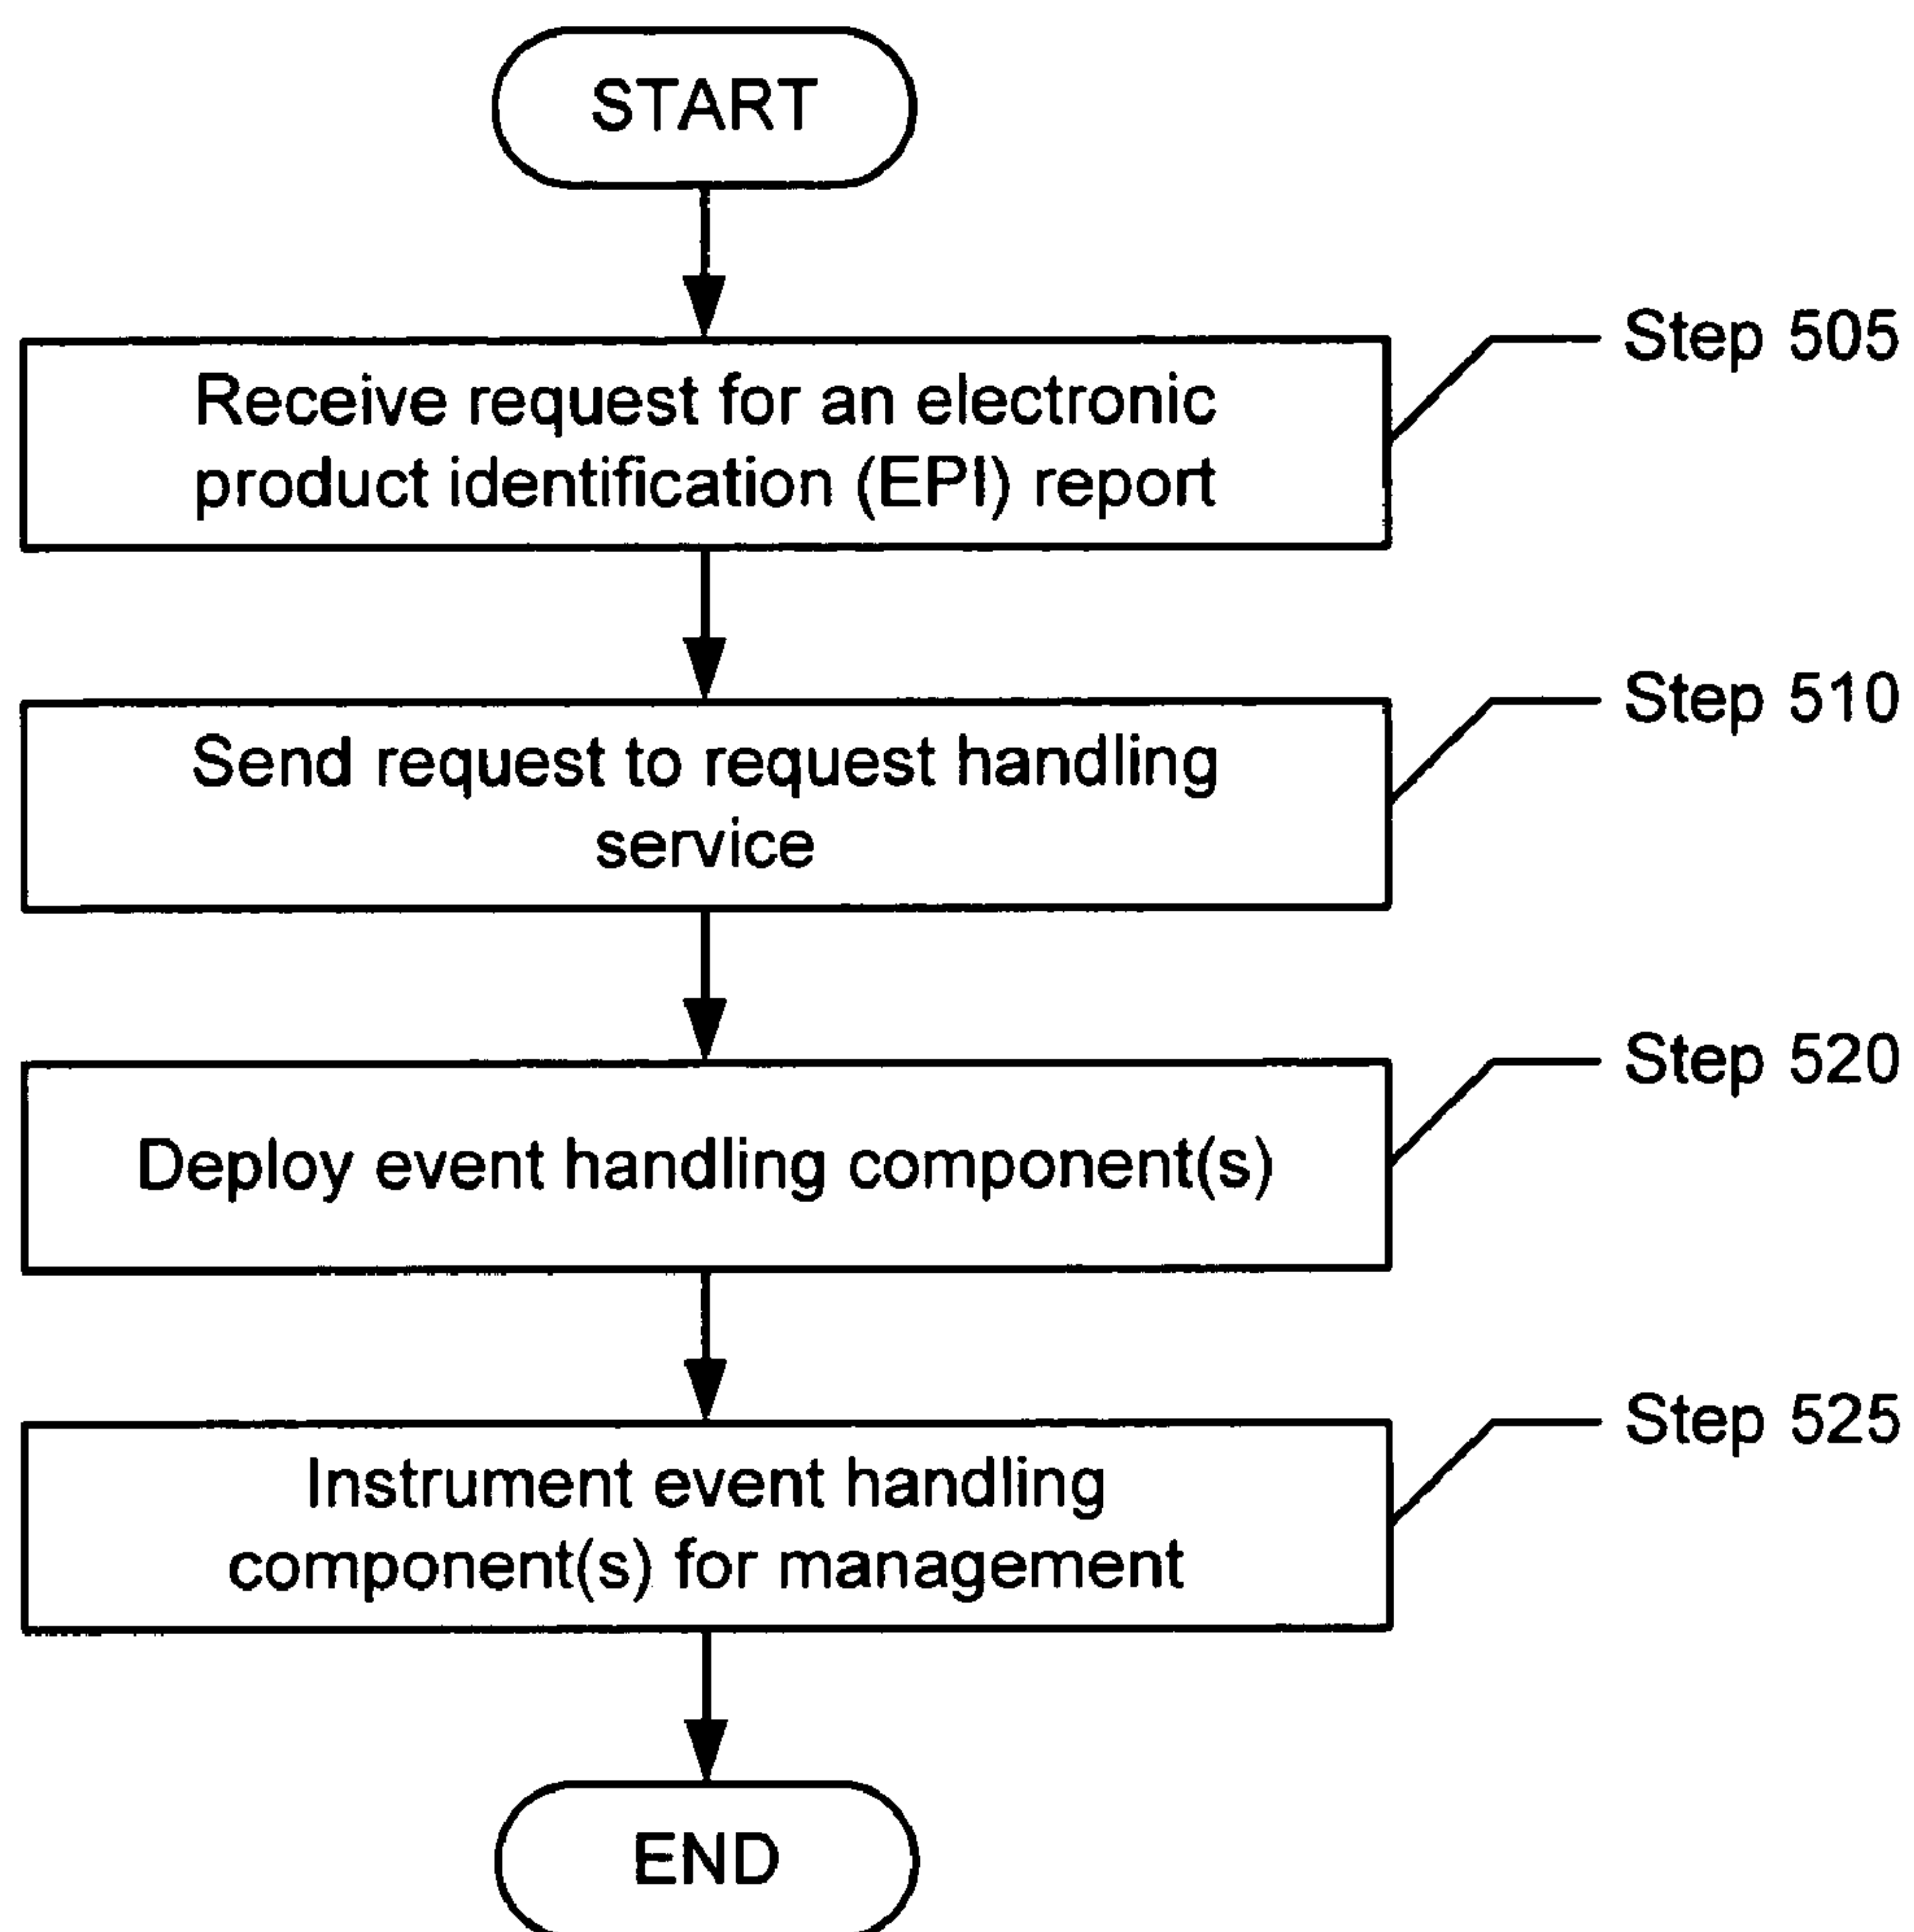 START
Step 505
Receive request for an electronic
product identification (EPI) report
Step 510
Send request to request handling
service
Step 520
Deploy event handling component(s)
Step 525
Instrument event handling
component(s) for management
END